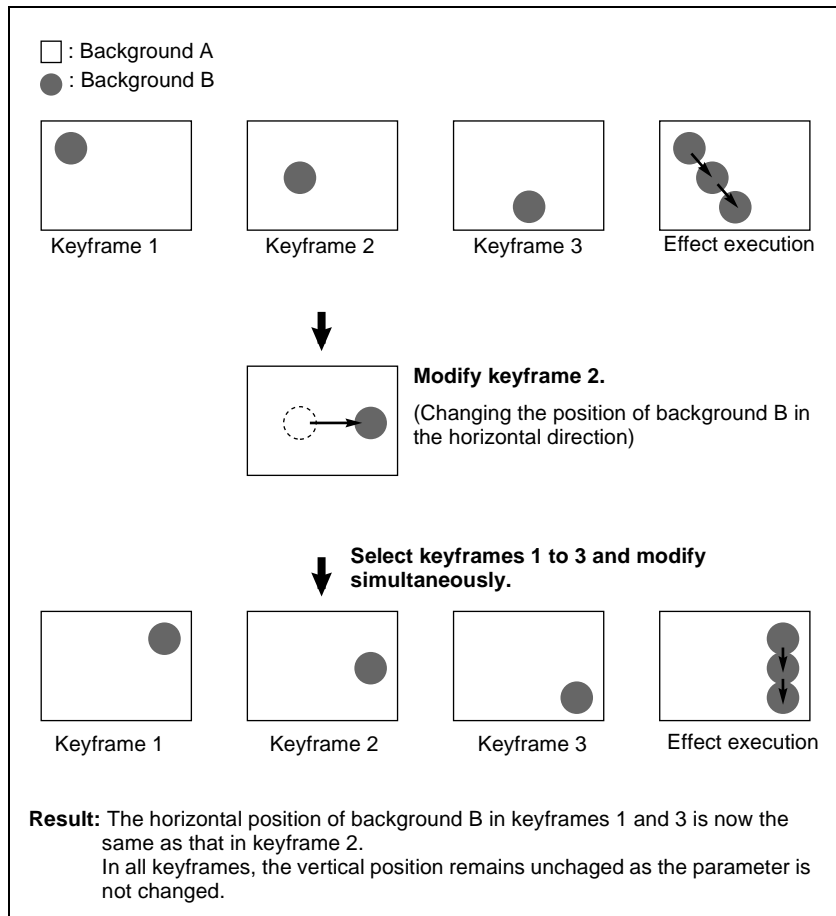 : Background A
: Background B
Keyframe 1
Keyframe 2
Keyframe 3
Effect execution
Modify keyframe 2.
(Changing the position of background B in
the horizontal direction)
Select keyframes 1 to 3 and modify
simultaneously.
Keyframe 1
Keyframe 2
Keyframe 3
Effect execution
Result: The horizontal position of background B in keyframes 1 and 3 is now the
same as that in keyframe 2.
In all keyframes, the vertical position remains unchaged as the parameter is
not changed.